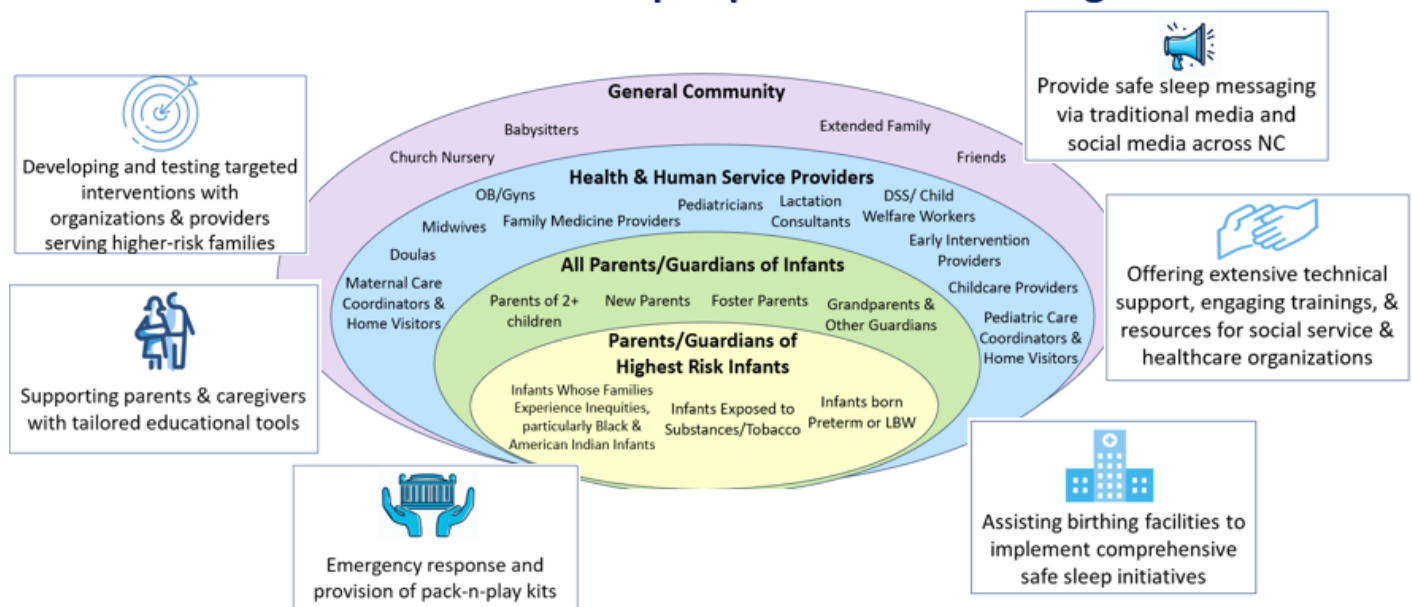 Provide safe sleep messaging
via traditional media and
social media across NC
Developing and testing targeted
interventions with
organizations & providers
serving higher-risk families
General Community
Babysitters
Extended Family
Church Nursery
Friends
Health & Human Service Providers
OB/Gyns
Pediatricians
Lactation
Consultants
DSS/ Child
Welfare Workers
Midwives
Family Medicine Providers
Doulas
Early Intervention
Providers
Maternal Care
Coordinators &
Home Visitors
Childcare Providers
Pediatric Care
Coordinators &
Home Visitors
All Parents/Guardians of Infants
Parents of 2+
children
New Parents
Foster Parents
Grandparents &
Other Guardians
Parents/Guardians of
Highest Risk Infants
Infants Whose Families
Experience Inequities,
particularly Black &
American Indian Infants
Infants Exposed to
Substances/Tobacco
Infants born
Preterm or LBW
Offering extensive technical
support, engaging trainings, &
resources for social service &
healthcare organizations
Supporting parents & caregivers
with tailored educational tools
Emergency response and
provision of pack-n-play kits
Assisting birthing facilities to
implement comprehensive
safe sleep initiatives